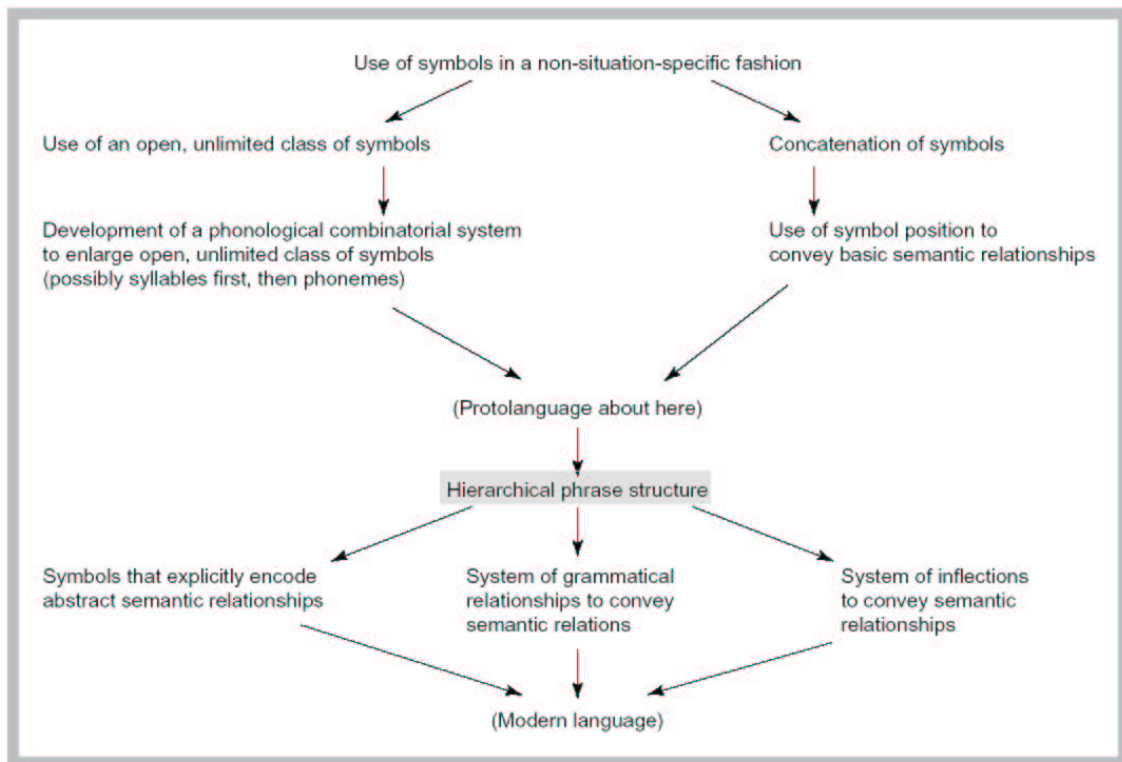 Use of symbols in a non-situation-specific fashion
Use of an open, unlimited class of symbols
Concatenation of symbols
Development of a phonological combinatorial system
to enlarge open, unlimited class of symbols
(possibly syllables first, then phonemes)
Use of symbol position to
convey basic semantic relationships
(Protolanguage about here)
Hierarchical phrase structure
Symbols that explicitly encode
abstract semantic relationships
System of grammatical
relationships to convey
semantic relations
System of inflections
to convey semantic
relationships
(Modern language)